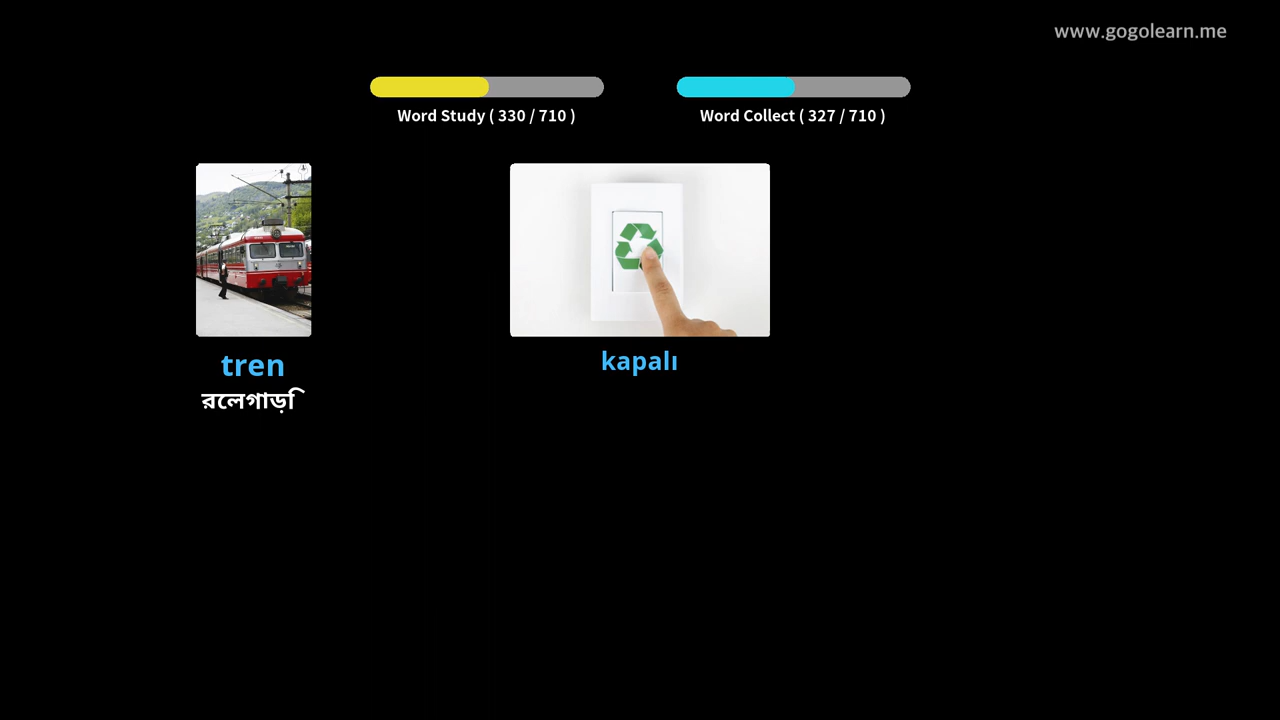 www.gogolearn.me
Word Study ( 330 / 710 )
Word Collect ( 327 / 710 )
tren
রেলগাড়ি
kapalı